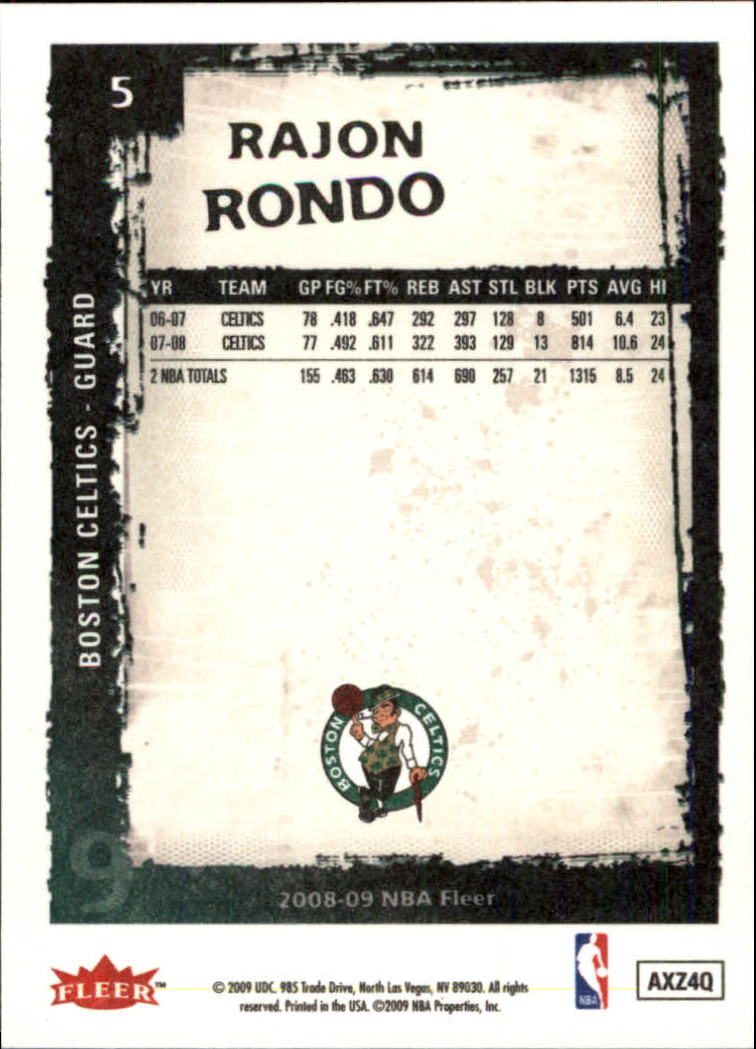 5
RAJON
RONDO
YR TEAM GP FG% FT% REB AST STL BLK PTS AVG HI
06-07 CELTICS 78 .418 .647 292 297 128 8 501 6.4 23
07-08 CELTICS 77 .492 .611 322 393 129 13 814 10.6 24
2 NBA TOTALS 155 .463 .630 614 690 257 21 1315 8.5 24
BOSTON CELTICS - GUARD
BOSTON CELTICS
9
2008-09 NBA Fleer
FLEER™
© 2009 UDC. 985 Trade Drive, North Las Vegas, NV 89030. All rights
reserved. Printed in the USA. ©2009 NBA Properties, Inc.
NBA
AXZ4Q